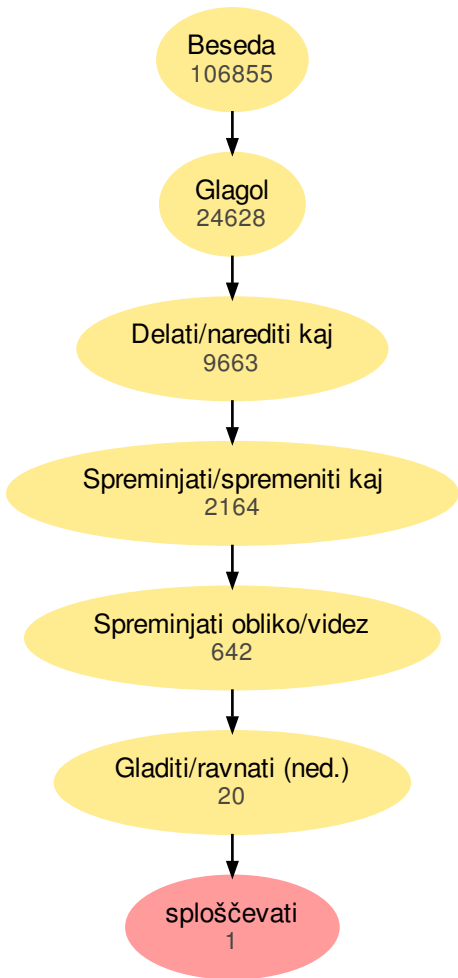 Beseda
106855
Glagol
24628
Delati/narediti kaj
9663
Spreminjati/spremeniti kaj
2164
Spreminjati obliko/videz
642
Gladiti/ravnati (ned.)
20
sploščevati
1